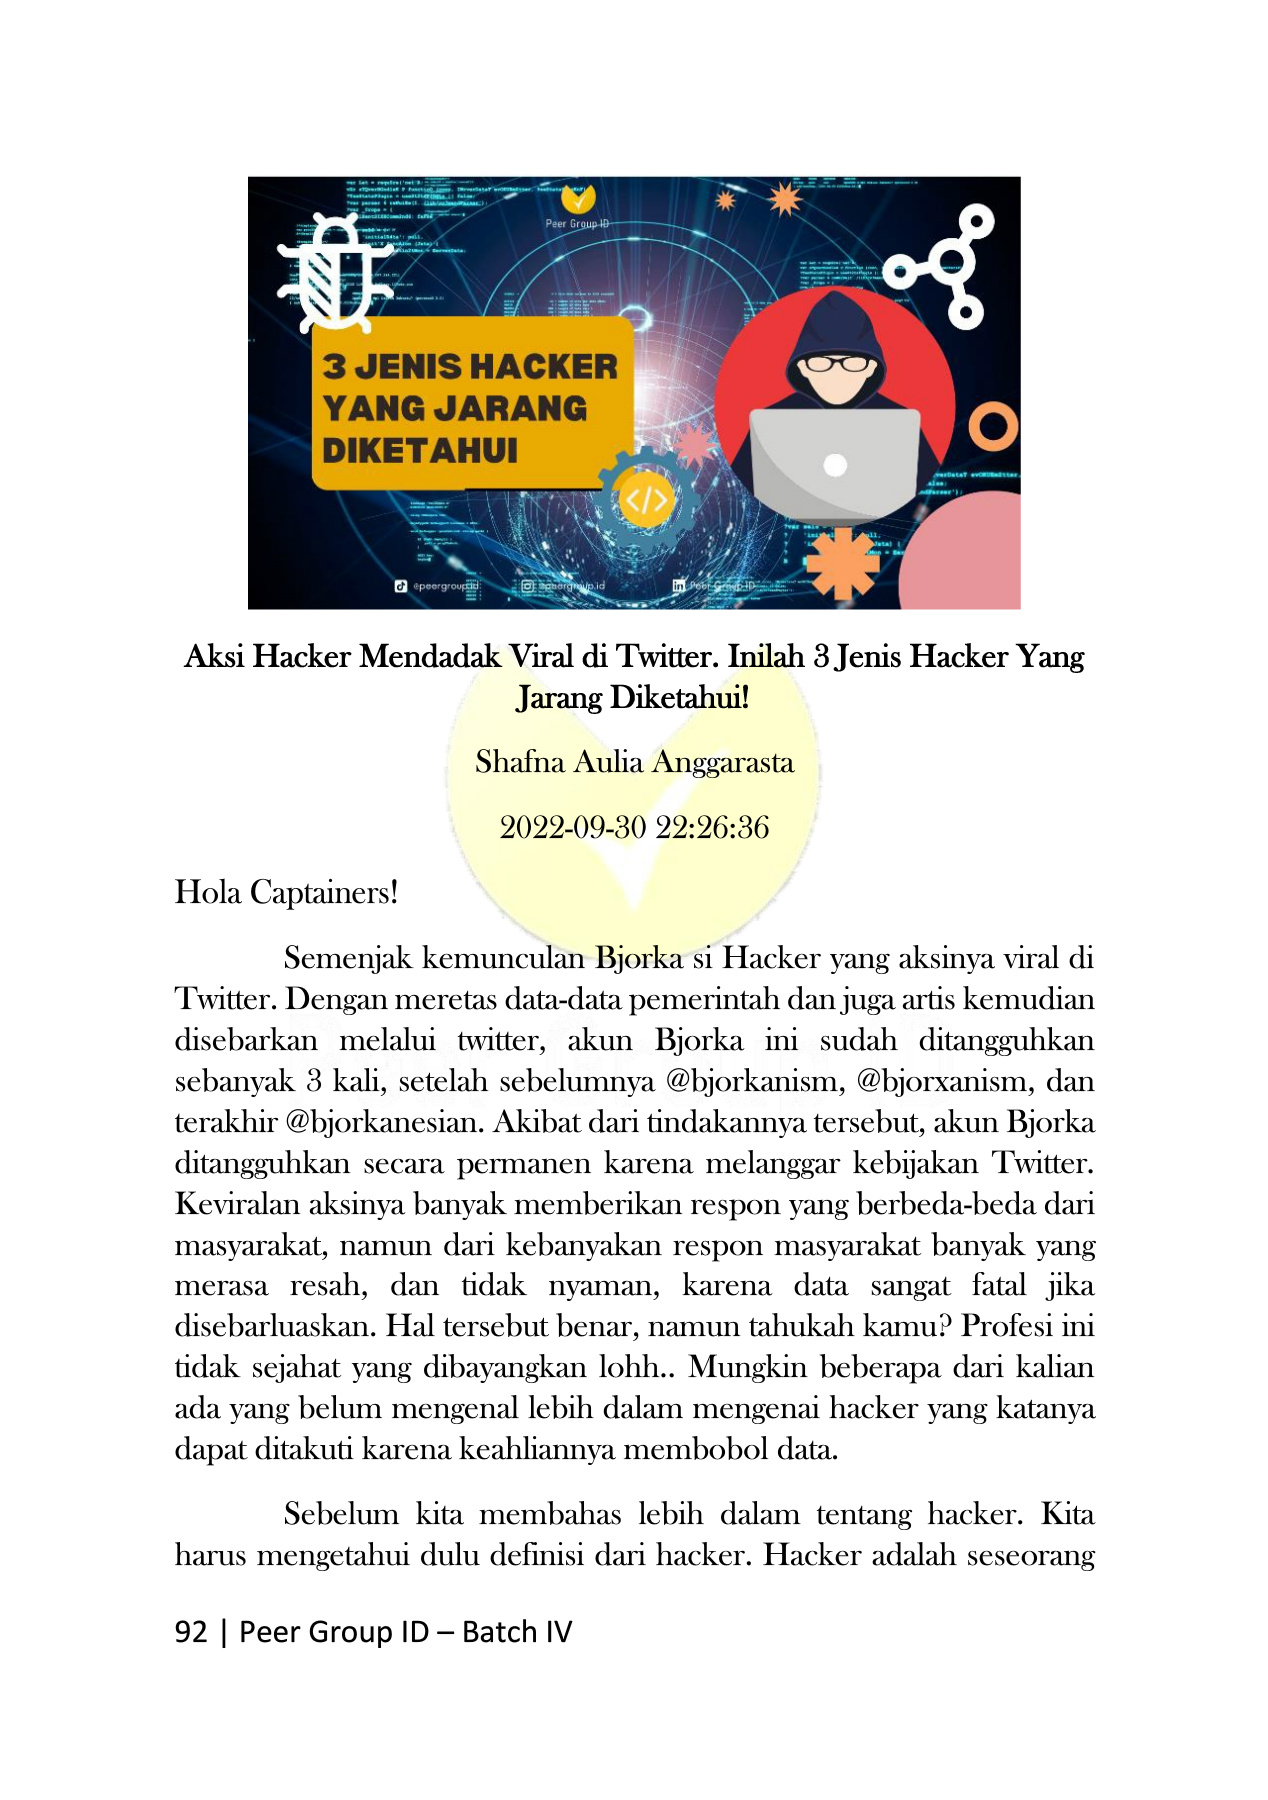 Peer Group ID
3 JENIS HACKER
YANG JARANG
DIKETAHUI
</>
@peergroup.id
@peergroup.id
Peer Group ID
Aksi Hacker Mendadak Viral di Twitter. Inilah 3 Jenis Hacker Yang
Jarang Diketahui!
Shafna Aulia Anggarasta
2022-09-30 22:26:36
Hola Captainers!
Semenjak kemunculan Bjorka si Hacker yang aksinya viral di
Twitter. Dengan meretas data-data pemerintah dan juga artis kemudian
disebarkan melalui twitter, akun Bjorka ini sudah ditangguhkan
sebanyak 3 kali, setelah sebelumnya @bjorkanism, @bjorxanism, dan
terakhir @bjorkanesian. Akibat dari tindakannya tersebut, akun Bjorka
ditangguhkan secara permanen karena melanggar kebijakan Twitter.
Keviralan aksinya banyak memberikan respon yang berbeda-beda dari
masyarakat, namun dari kebanyakan respon masyarakat banyak yang
merasa resah, dan tidak nyaman, karena data sangat fatal jika
disebarluaskan. Hal tersebut benar, namun tahukah kamu? Profesi ini
tidak sejahat yang dibayangkan lohh.. Mungkin beberapa dari kalian
ada yang belum mengenal lebih dalam mengenai hacker yang katanya
dapat ditakuti karena keahliannya membobol data.
Sebelum kita membahas lebih dalam tentang hacker. Kita
harus mengetahui dulu definisi dari hacker. Hacker adalah seseorang
92 | Peer Group ID – Batch IV